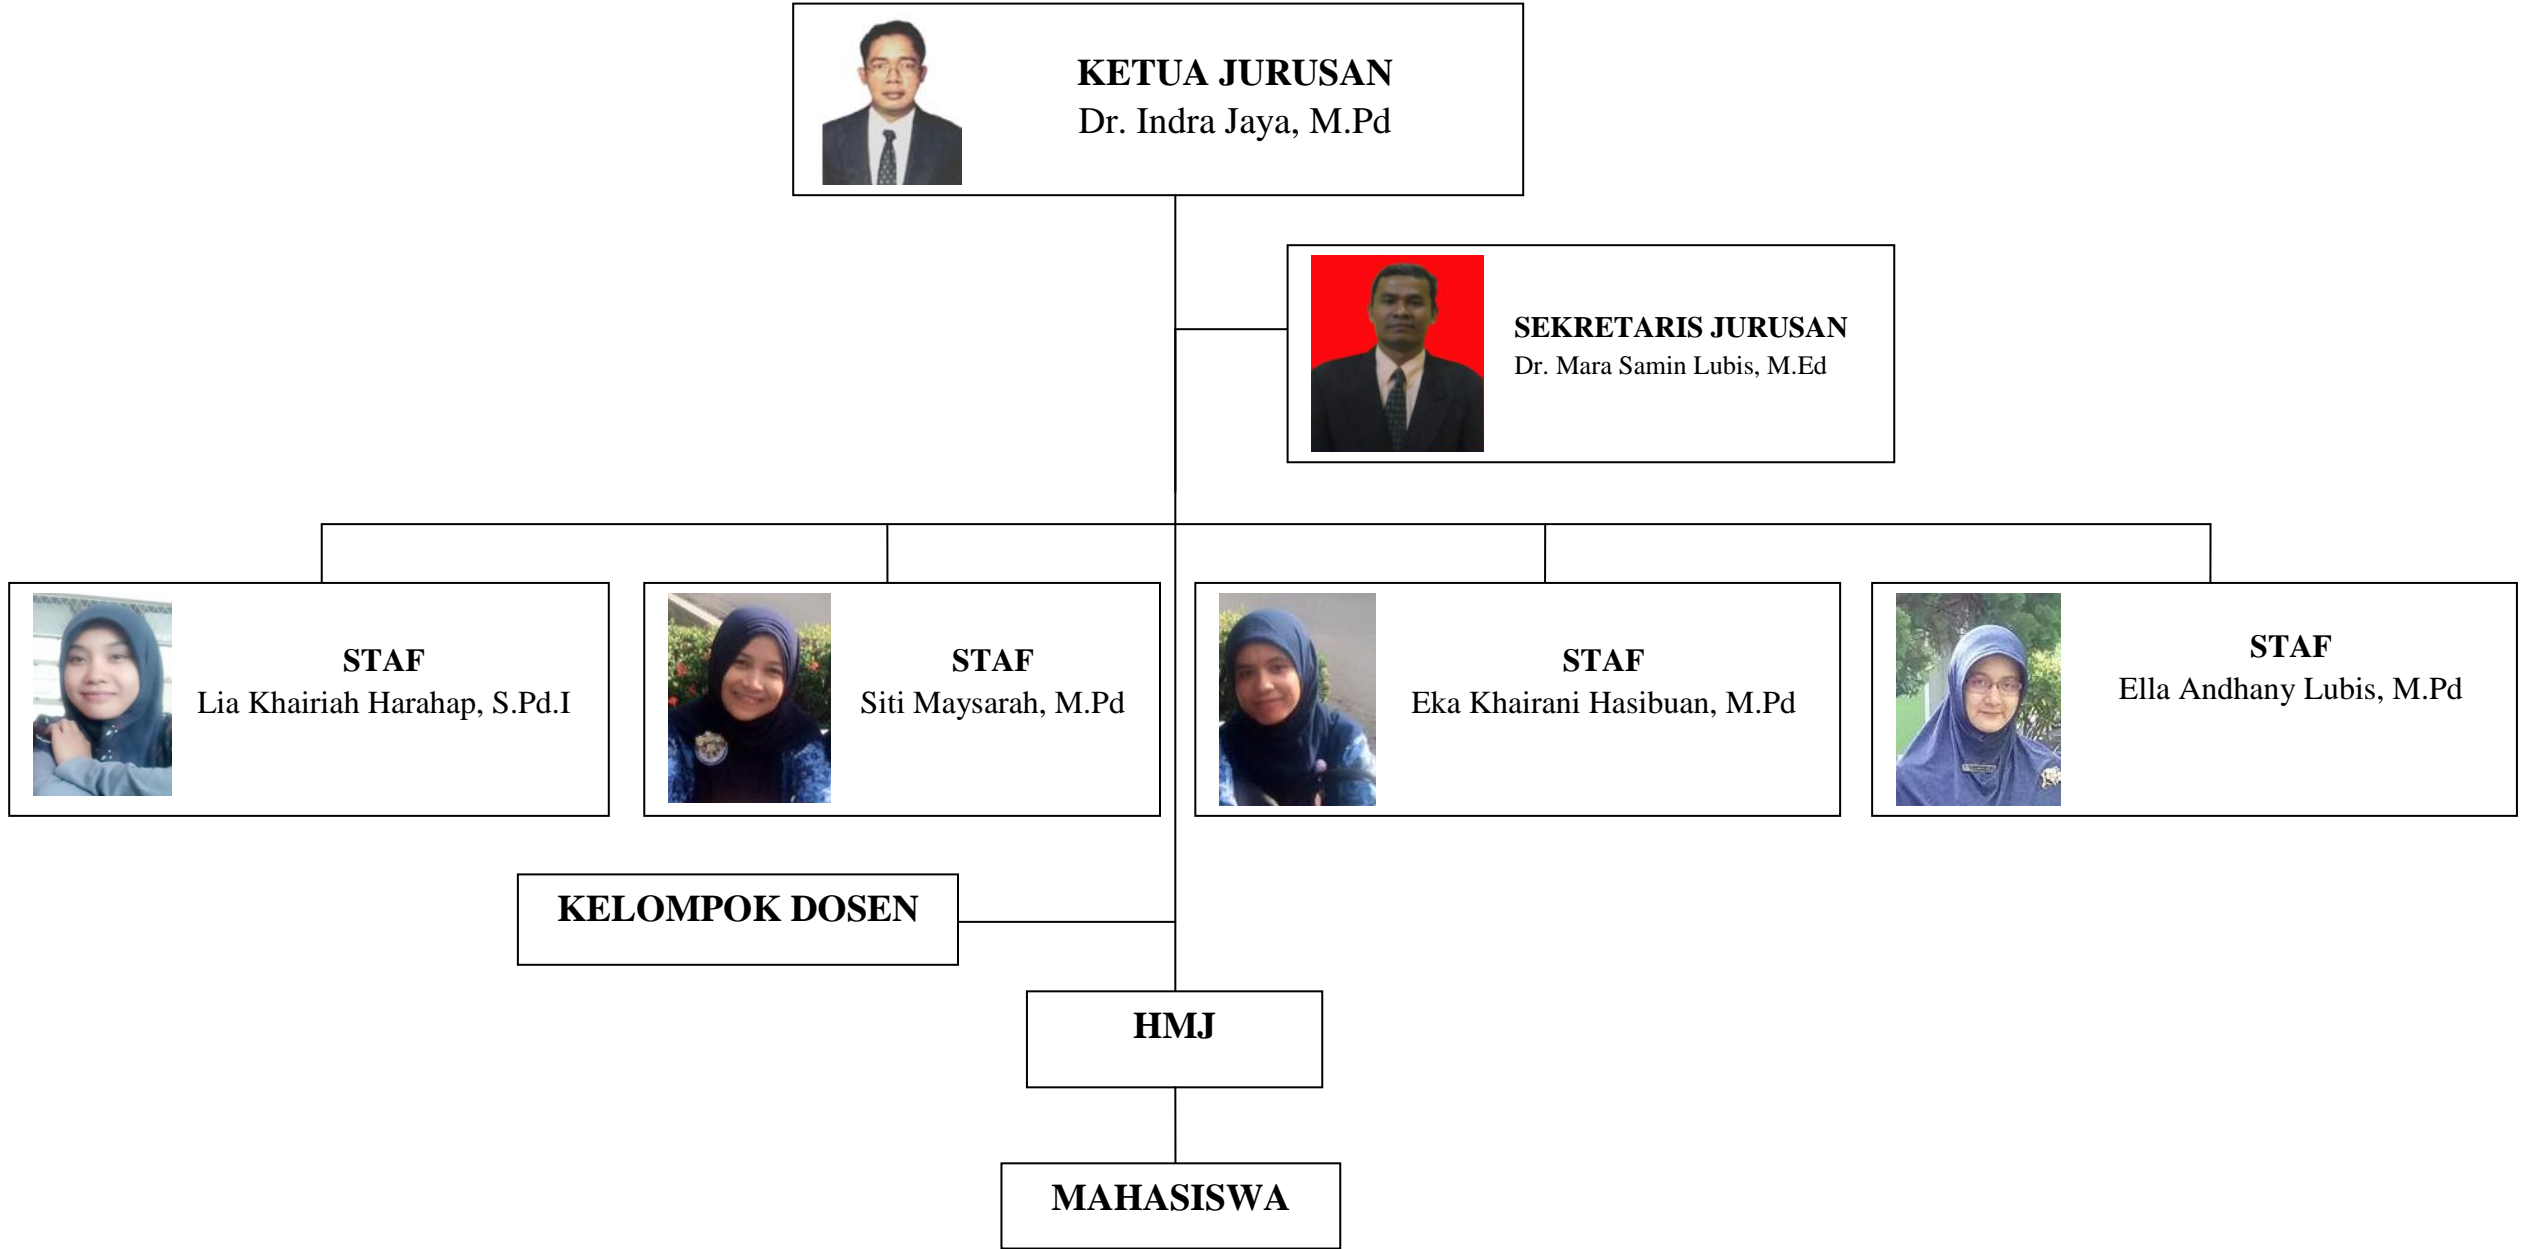 KETUA JURUSAN
Dr. Indra Jaya, M.Pd
SEKRETARIS JURUSAN
Dr. Mara Samin Lubis, M.Ed
STAF
Lia Khairiah Harahap, S.Pd.I
STAF
Siti Maysarah, M.Pd
STAF
Eka Khairani Hasibuan, M.Pd
STAF
Ella Andhany Lubis, M.Pd
KELOMPOK DOSEN
HMJ
MAHASISWA